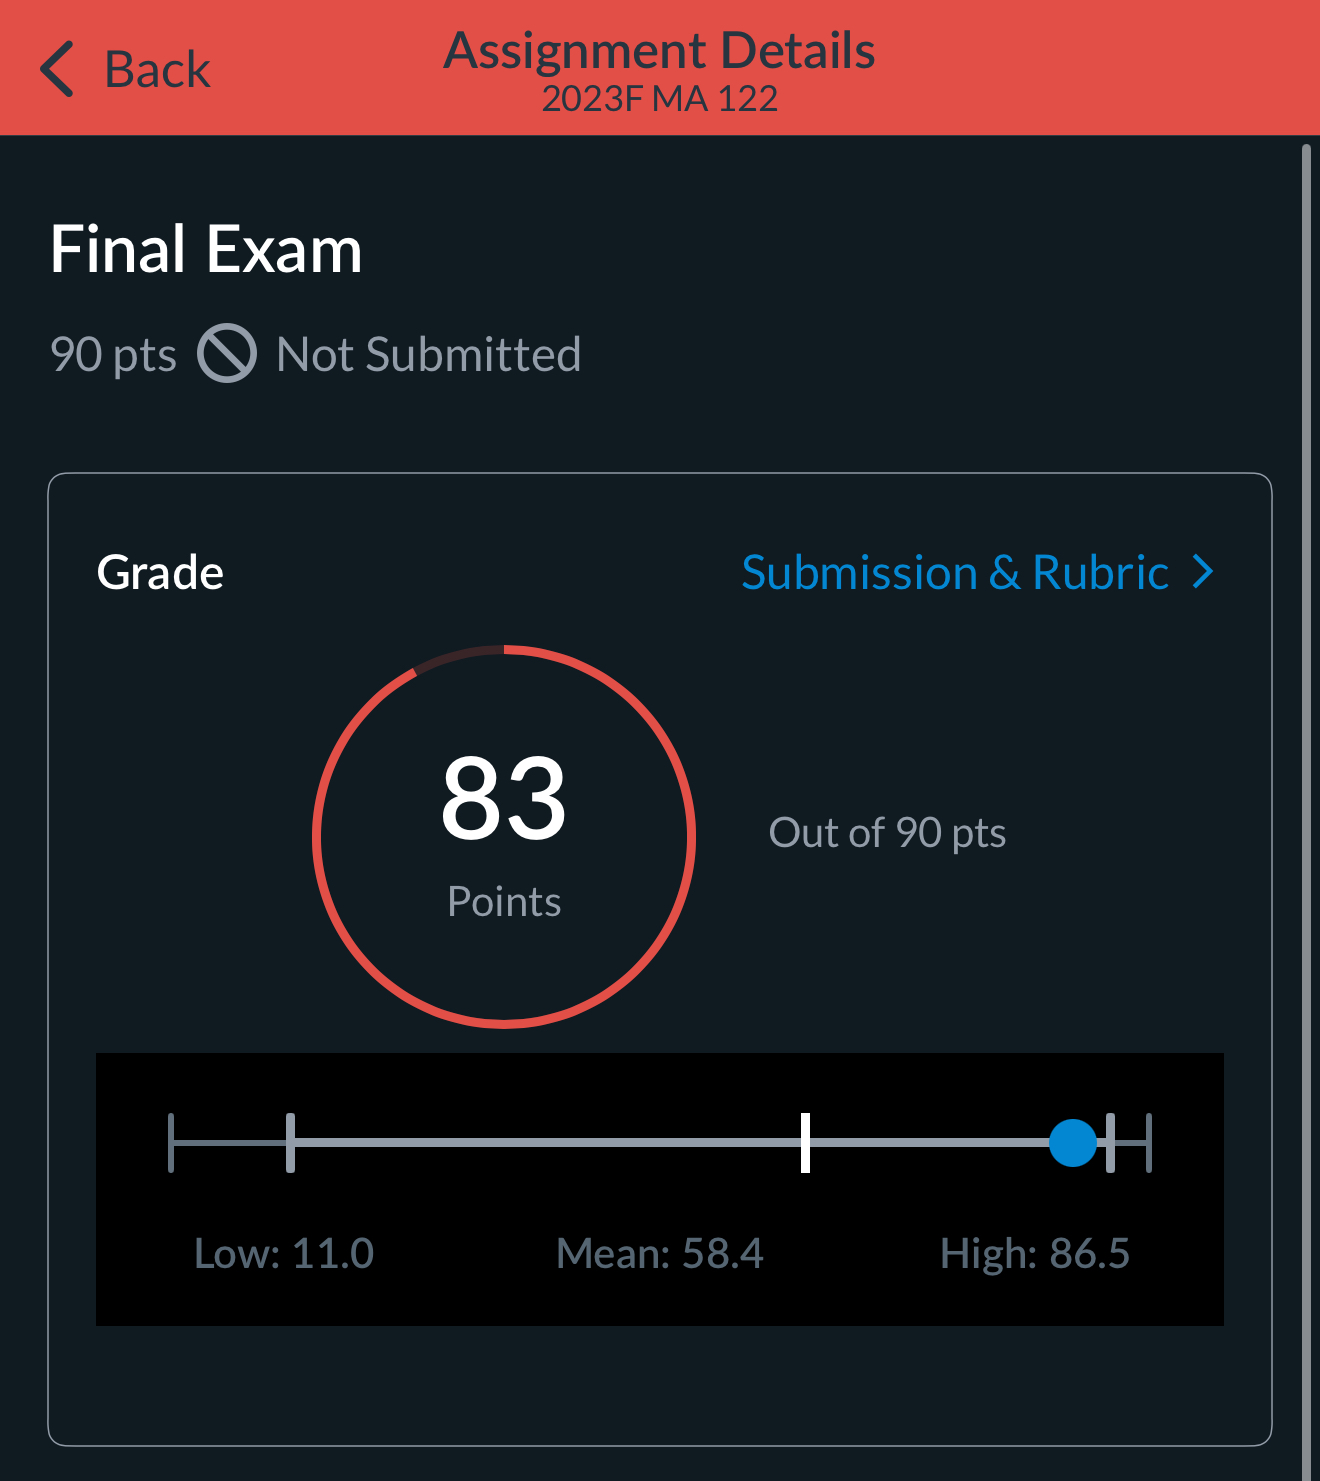 Back
Assignment Details
2023F MA 122
Final Exam
90 pts Not Submitted
Grade
Submission & Rubric
83
Points
Out of 90 pts
Low: 11.0 Mean: 58.4 High: 86.5